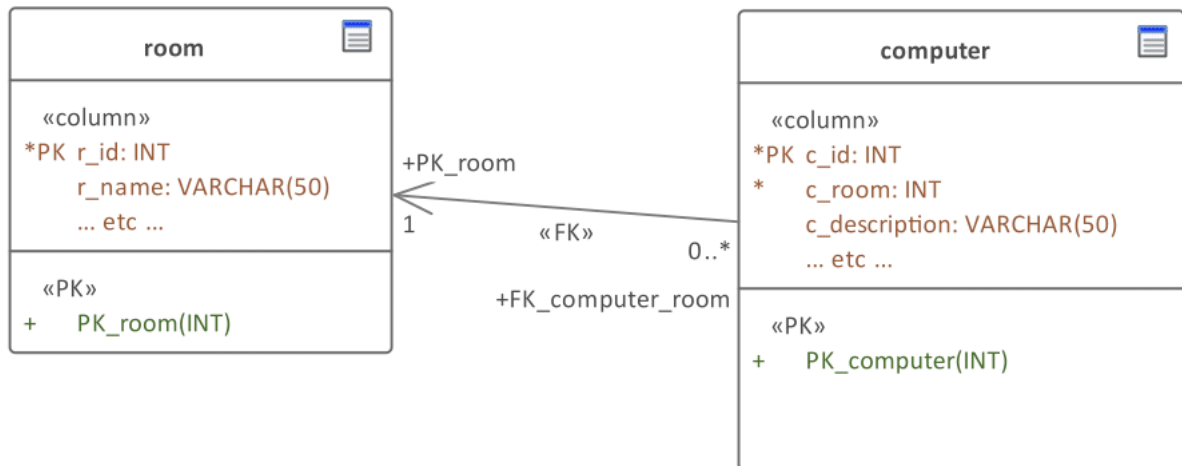 room
«column»
*PK r_id: INT
r_name: VARCHAR(50)
... etc ...
«PK»
+ PK_room(INT)
+PK_room
1
«FK»
0..*
+FK_computer_room
computer
«column»
*PK c_id: INT
* c_room: INT
c_description: VARCHAR(50)
... etc ...
«PK»
+ PK_computer(INT)